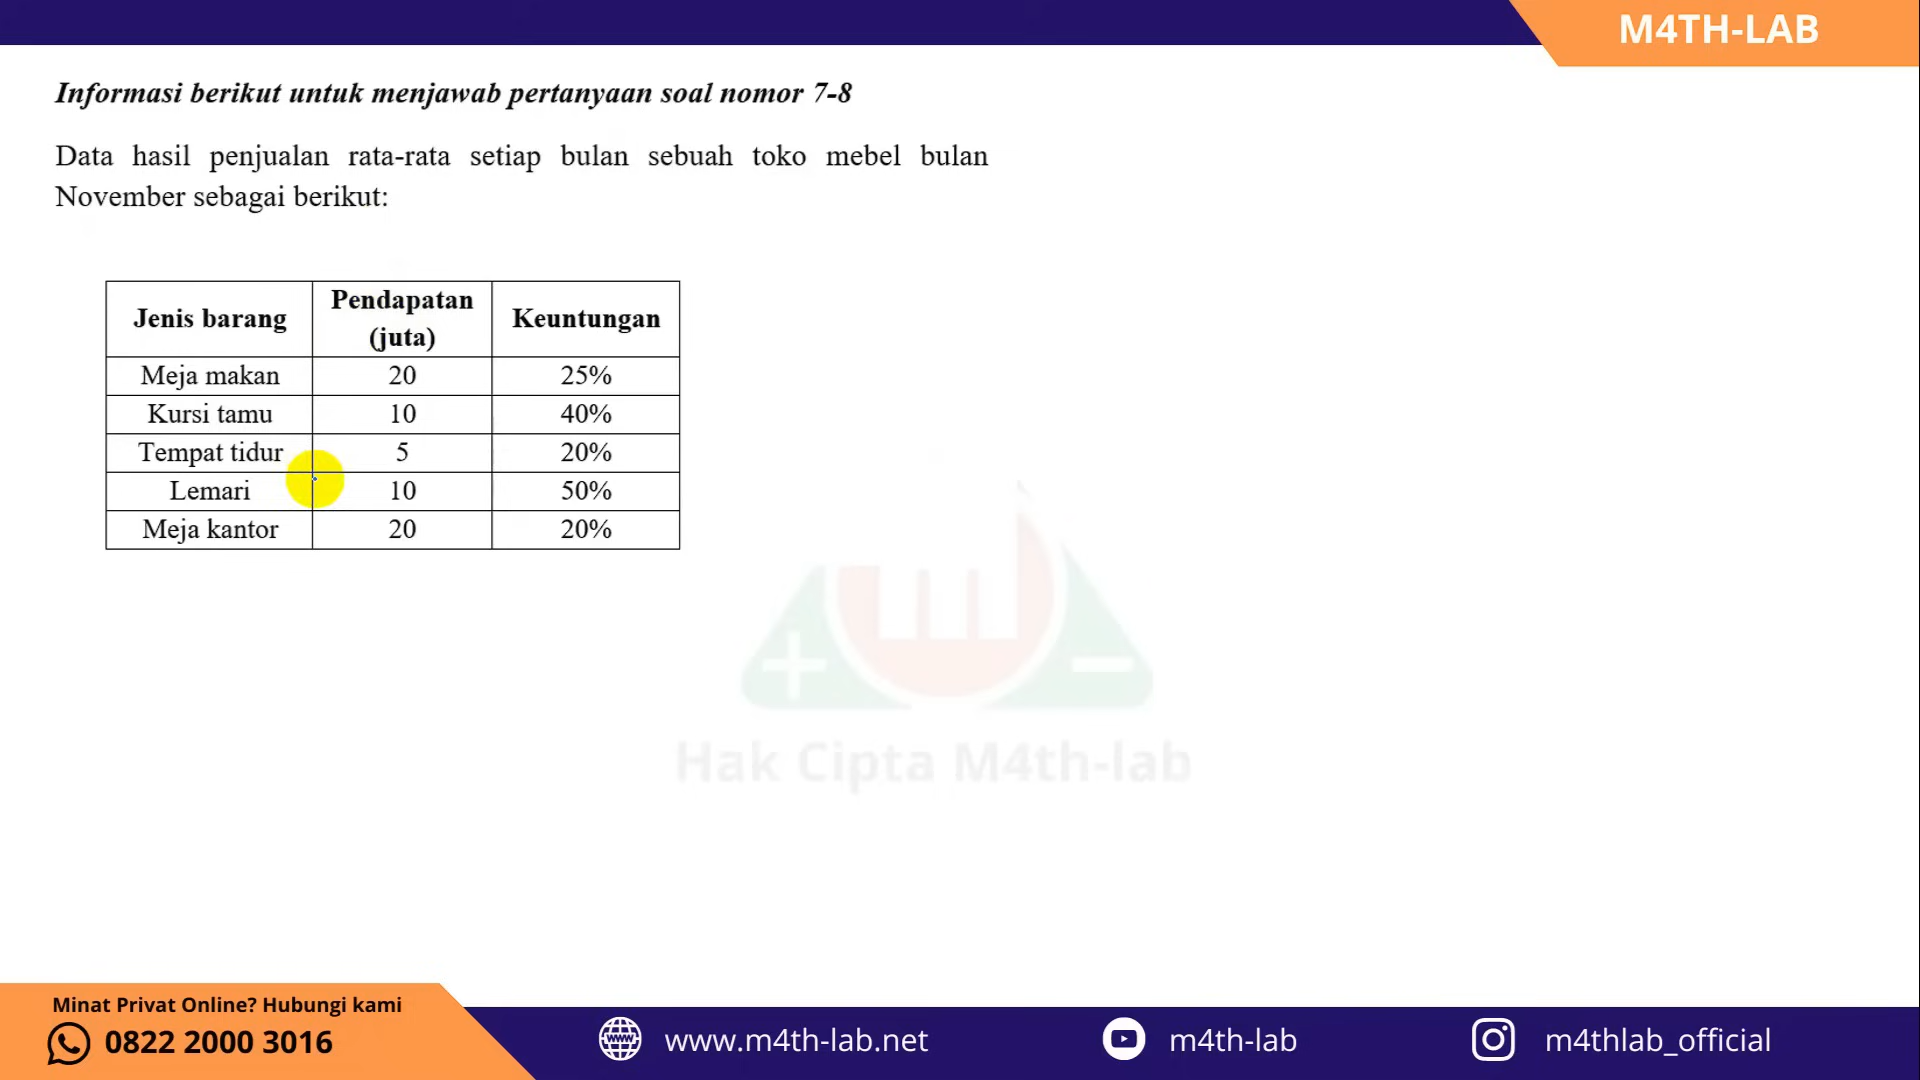 M4TH-LAB
Informasi berikut untuk menjawab pertanyaan soal nomor 7-8
Data hasil penjualan rata-rata setiap bulan sebuah toko mebel bulan
November sebagai berikut:
Jenis barang Pendapatan (juta) Keuntungan
Meja makan 20 25%
Kursi tamu 10 40%
Tempat tidur 5 20%
Lemari 10 50%
Meja kantor 20 20%
Hak Cipta M4th-lab
Minat Privat Online? Hubungi kami
0822 2000 3016
www.m4th-lab.net
m4th-lab
m4thlab_official